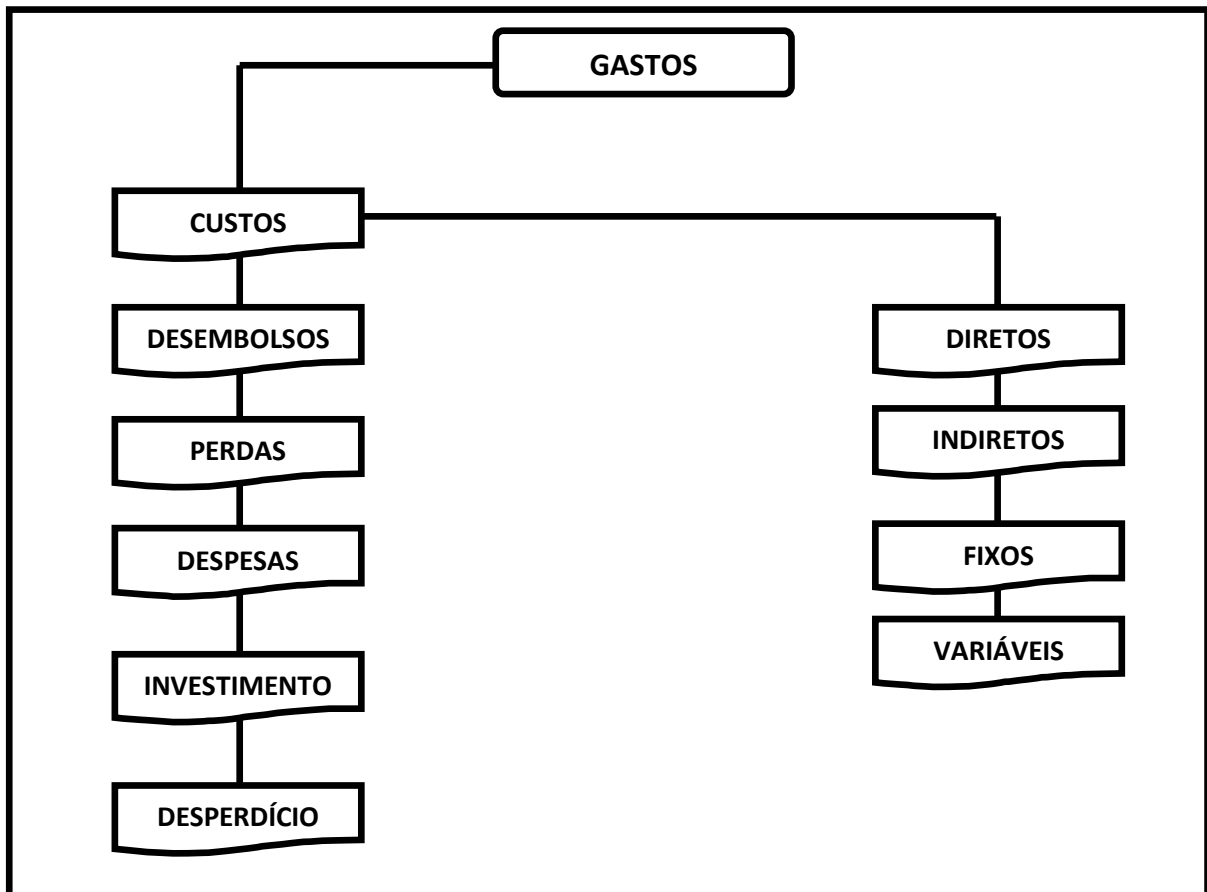 GASTOS
CUSTOS
DESEMBOLSOS
PERDAS
DESPESAS
INVESTIMENTO
DESPERDÍCIO
DIRETOS
INDIRETOS
FIXOS
VARIÁVEIS